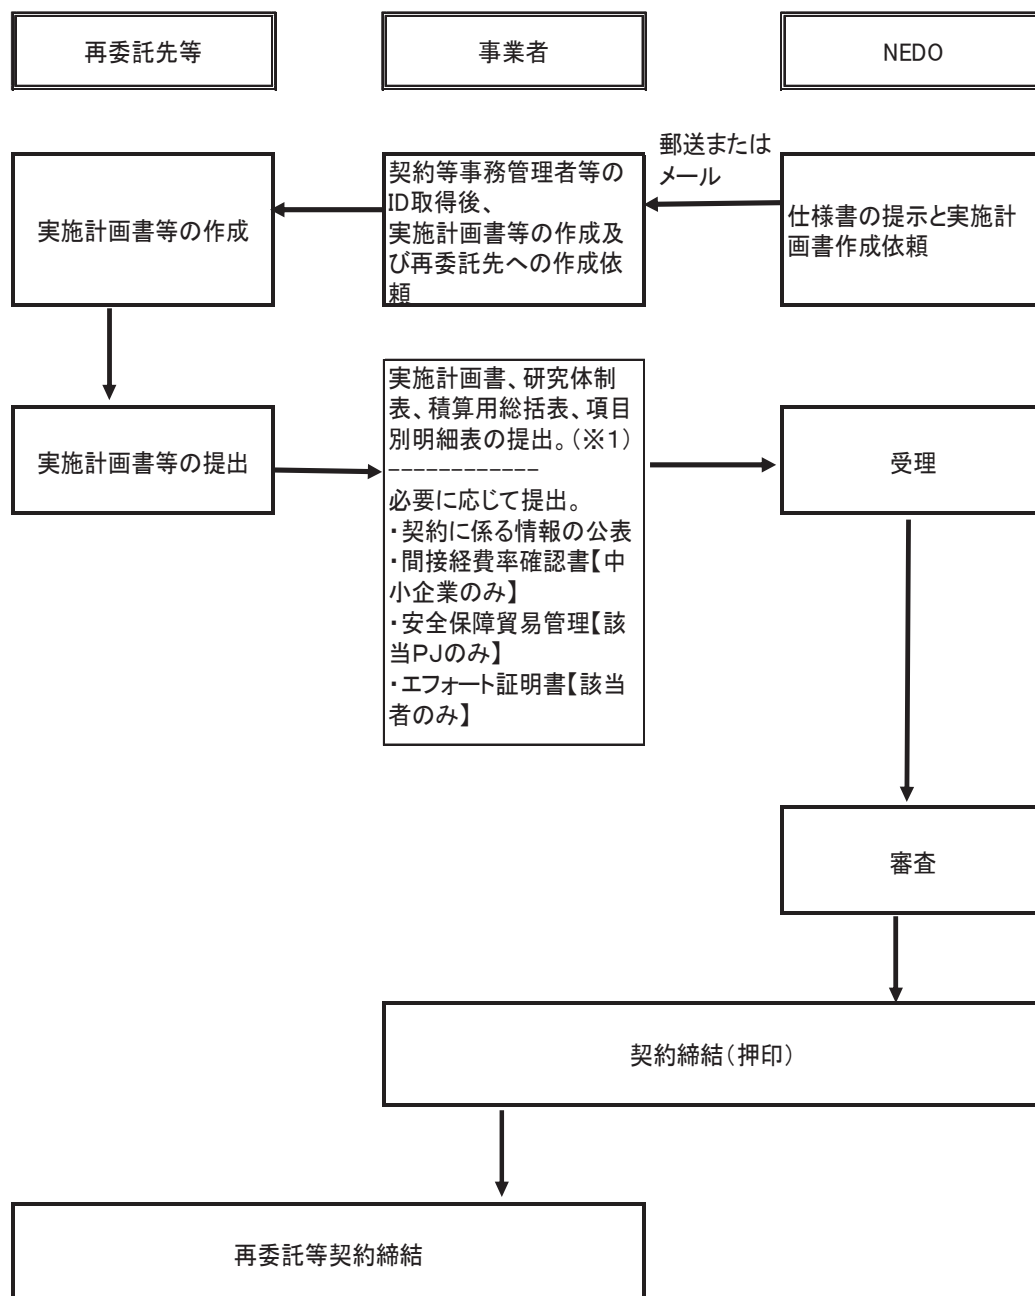 再委託先等
事業者
NEDO
郵送または
メール
実施計画書等の作成
契約等事務管理者等の
ID取得後、
実施計画書等の作成及
び再委託先への作成依
頼
仕様書の提示と実施計
画書作成依頼
実施計画書等の提出
実施計画書、研究体制
表、積算用総括表、項目
別明細表の提出。（※1）
------------
必要に応じて提出。
・契約に係る情報の公表
・間接経費率確認書【中
小企業のみ】
・安全保障貿易管理【該
当PJのみ】
・エフォート証明書【該当
者のみ】
受理
審査
契約締結（押印）
再委託等契約締結